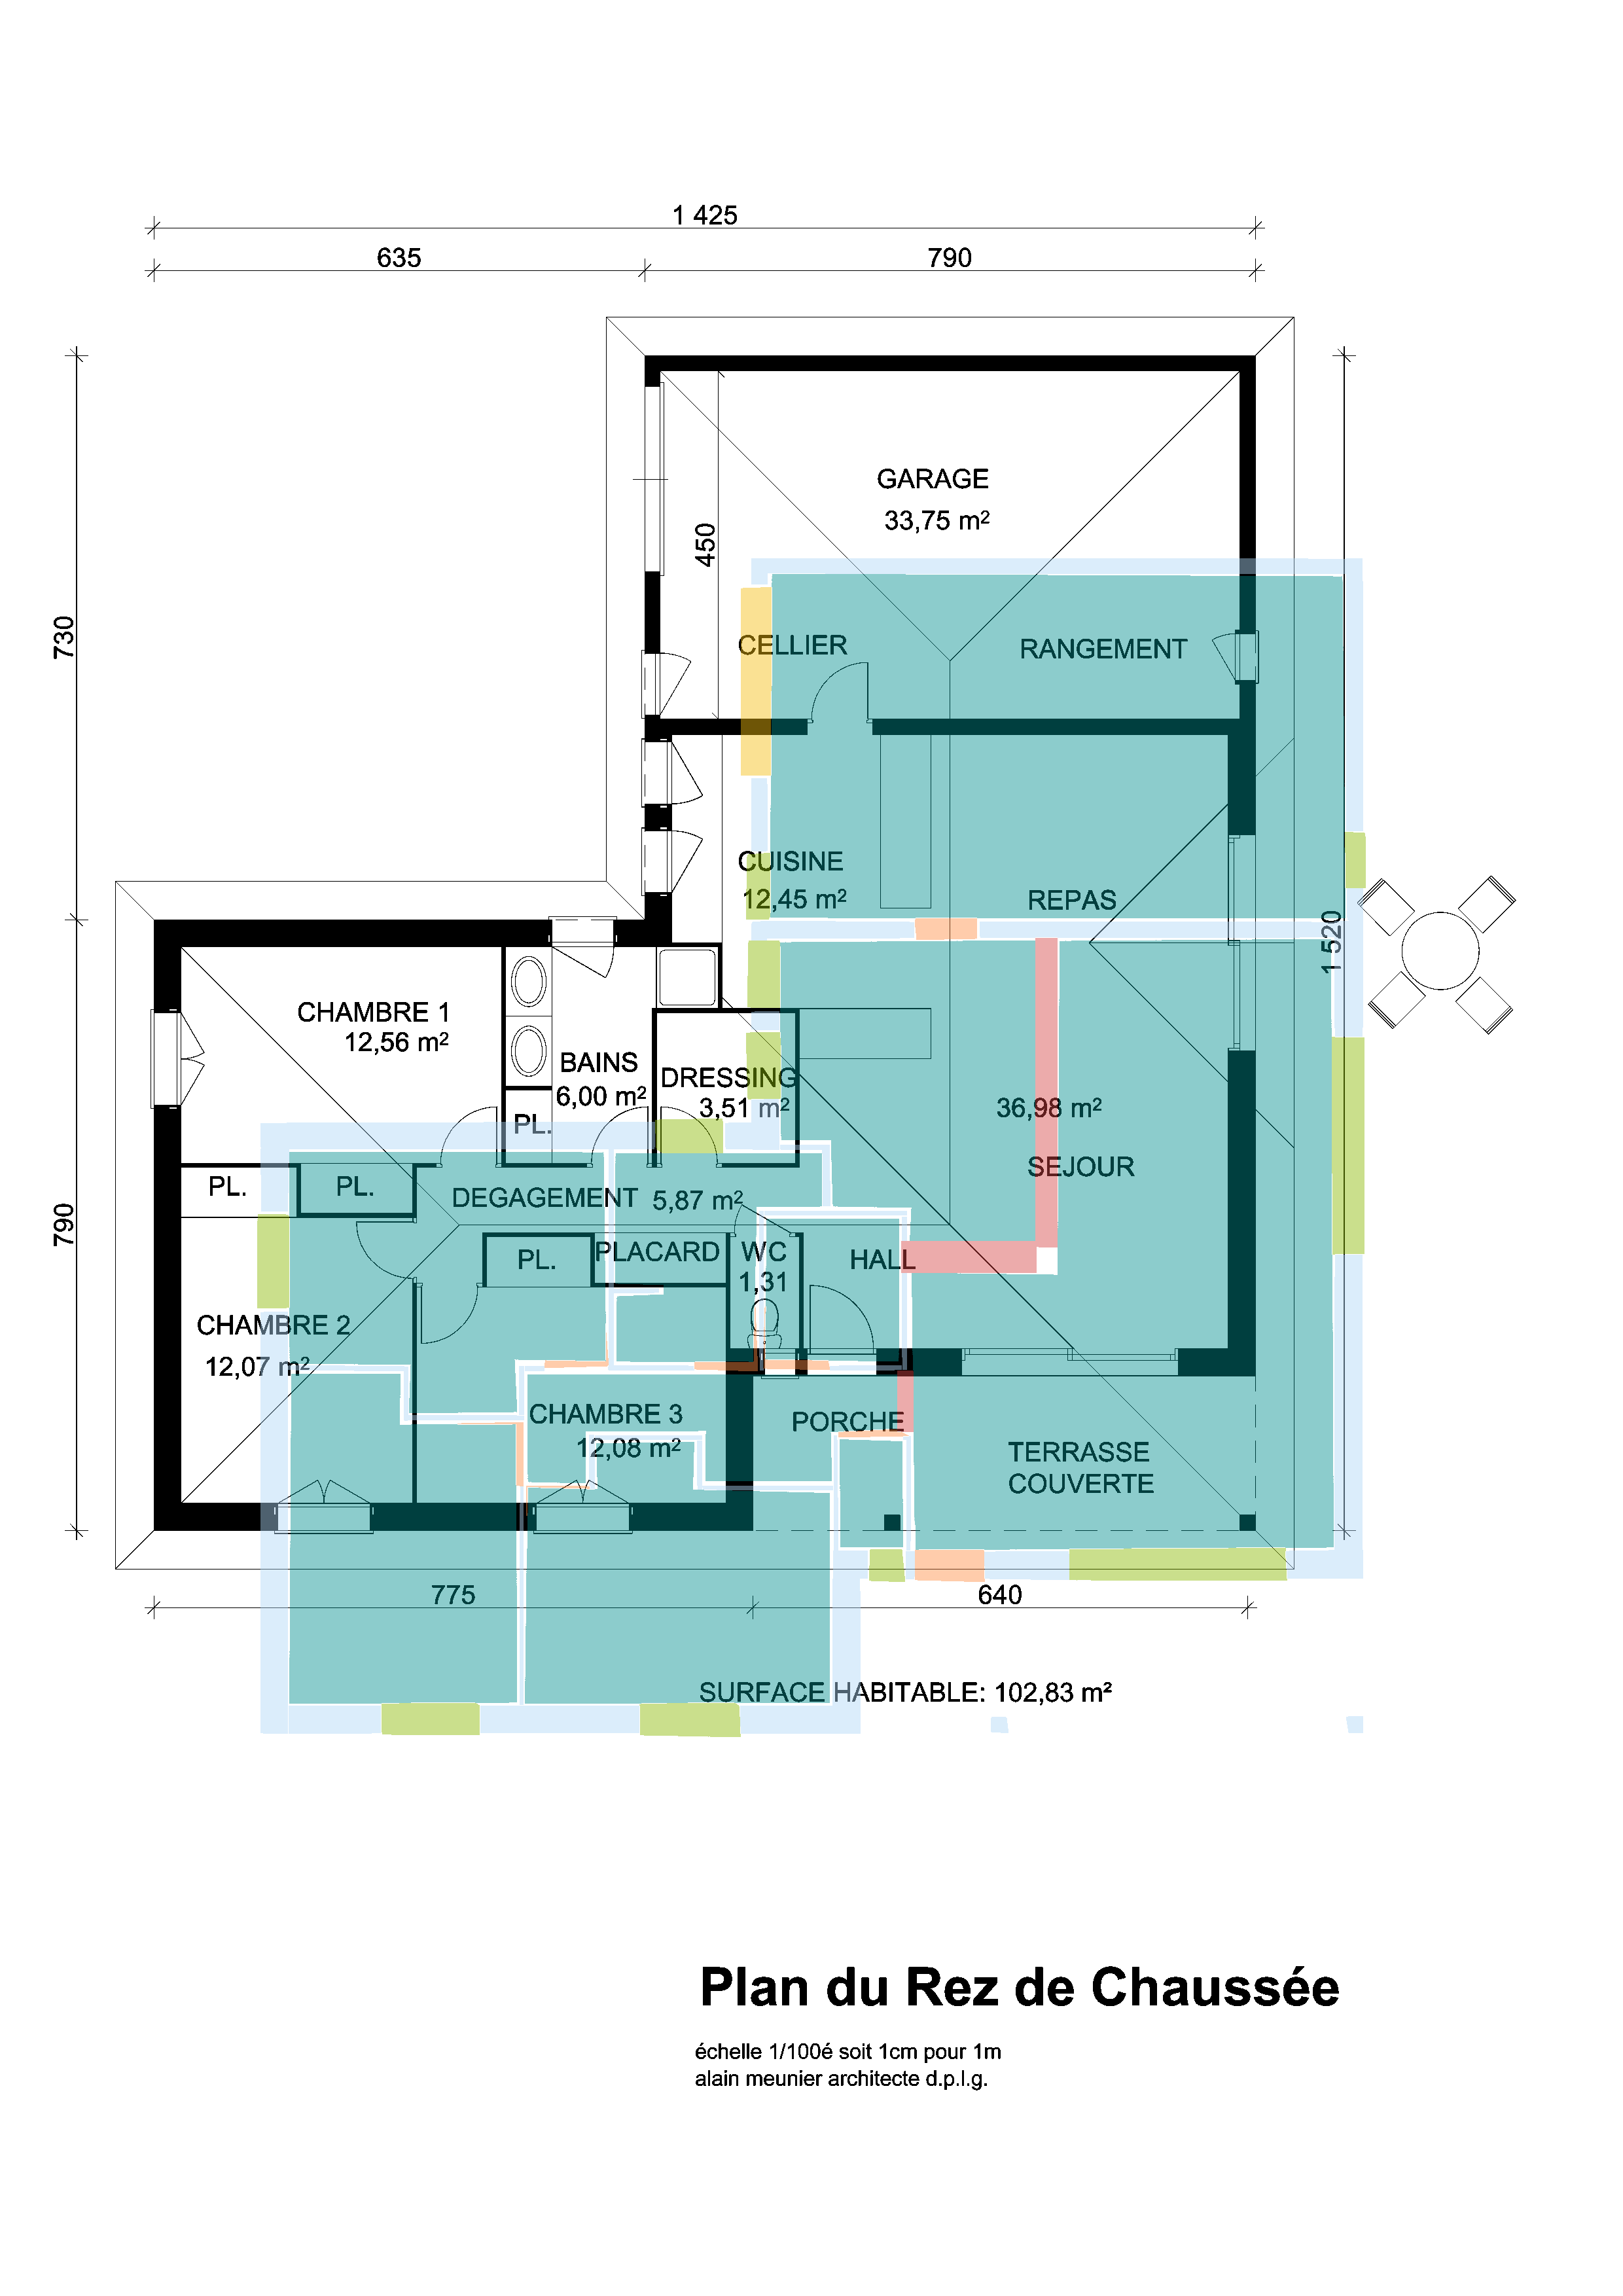 1 425
635
790
GARAGE
33,75 m²
450
730
CELLIER
RANGEMENT
CUISINE
12,45 m²
REPAS
1 520
CHAMBRE 1
12,56 m²
BAINS
6,00 m²
DRESSING
3,51 m²
36,98 m²
PL.
SEJOUR
PL.
PL.
DEGAGEMENT
5,87 m²
790
PL.
PLACARD
WC
1,31
HALL
CHAMBRE 2
12,07 m²
CHAMBRE 3
12,08 m²
PORCHE
TERRASSE
COUVERTE
775
640
SURFACE HABITABLE: 102,83 m²
Plan du Rez de Chaussée
échelle 1/100é soit 1cm pour 1m
alain meunier architecte d.p.l.g.